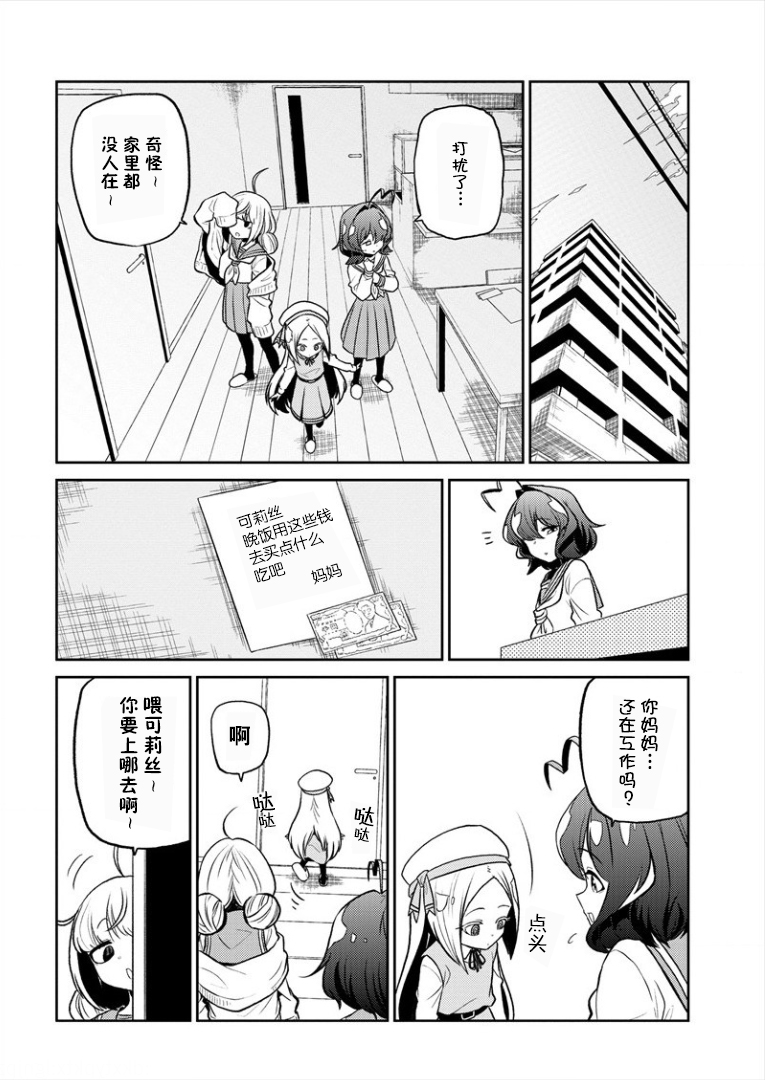 打扰了…
奇怪~
家里都
没人在~
可莉丝
晚饭用这些钱
去买点什么
吃吧 妈妈
你妈妈…
还在工作吗?
点头
啊
哒哒
哒哒
喂可莉丝~
你要上哪去啊~